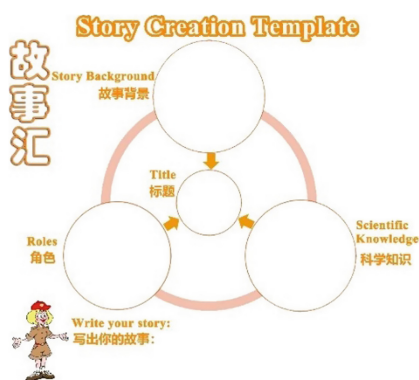 Story Creation Template
故事汇
Story Background
故事背景
Title
标题
Roles
角色
Scientific
Knowledge
科学知识
Write your story:
写出你的故事：